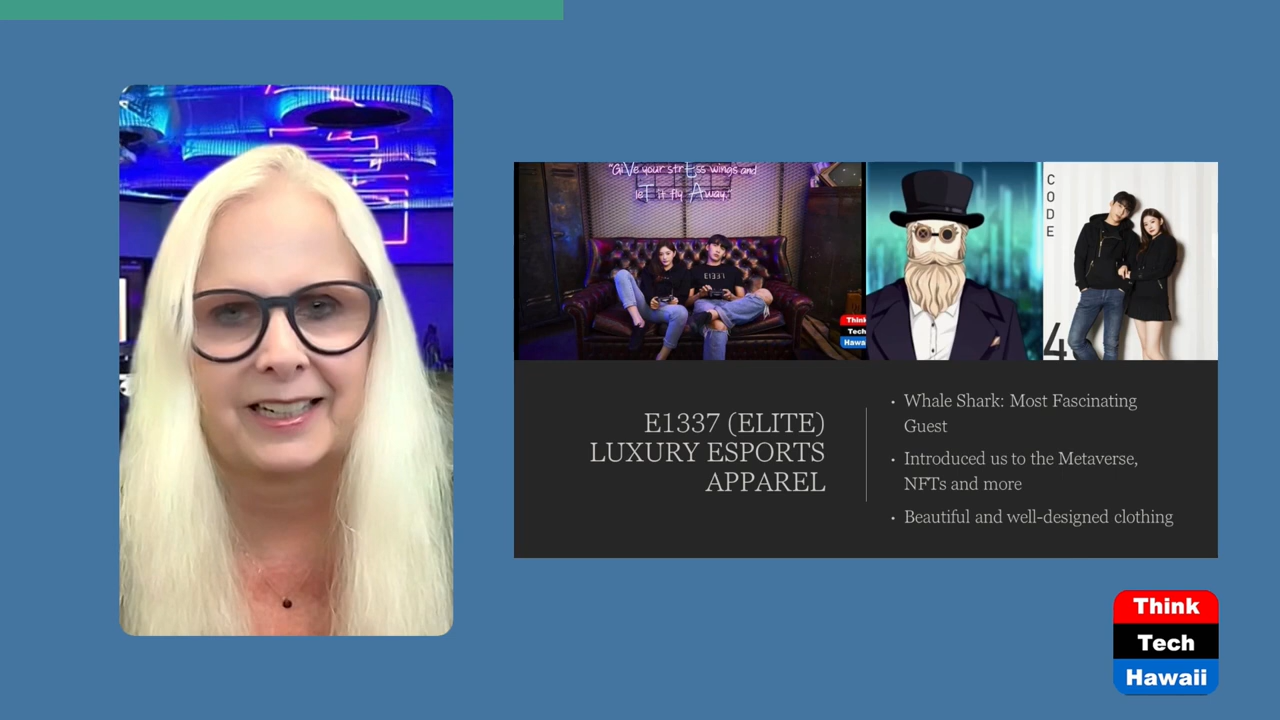 "GiVe your strEss wings and
leT it fly Away."
E1337
Think
Tech
Hawaii
C
O
D
E
4
E1337 (ELITE)
LUXURY ESPORTS
APPAREL
• Whale Shark: Most Fascinating
Guest
• Introduced us to the Metaverse,
NFTs and more
• Beautiful and well-designed clothing
Think
Tech
Hawaii